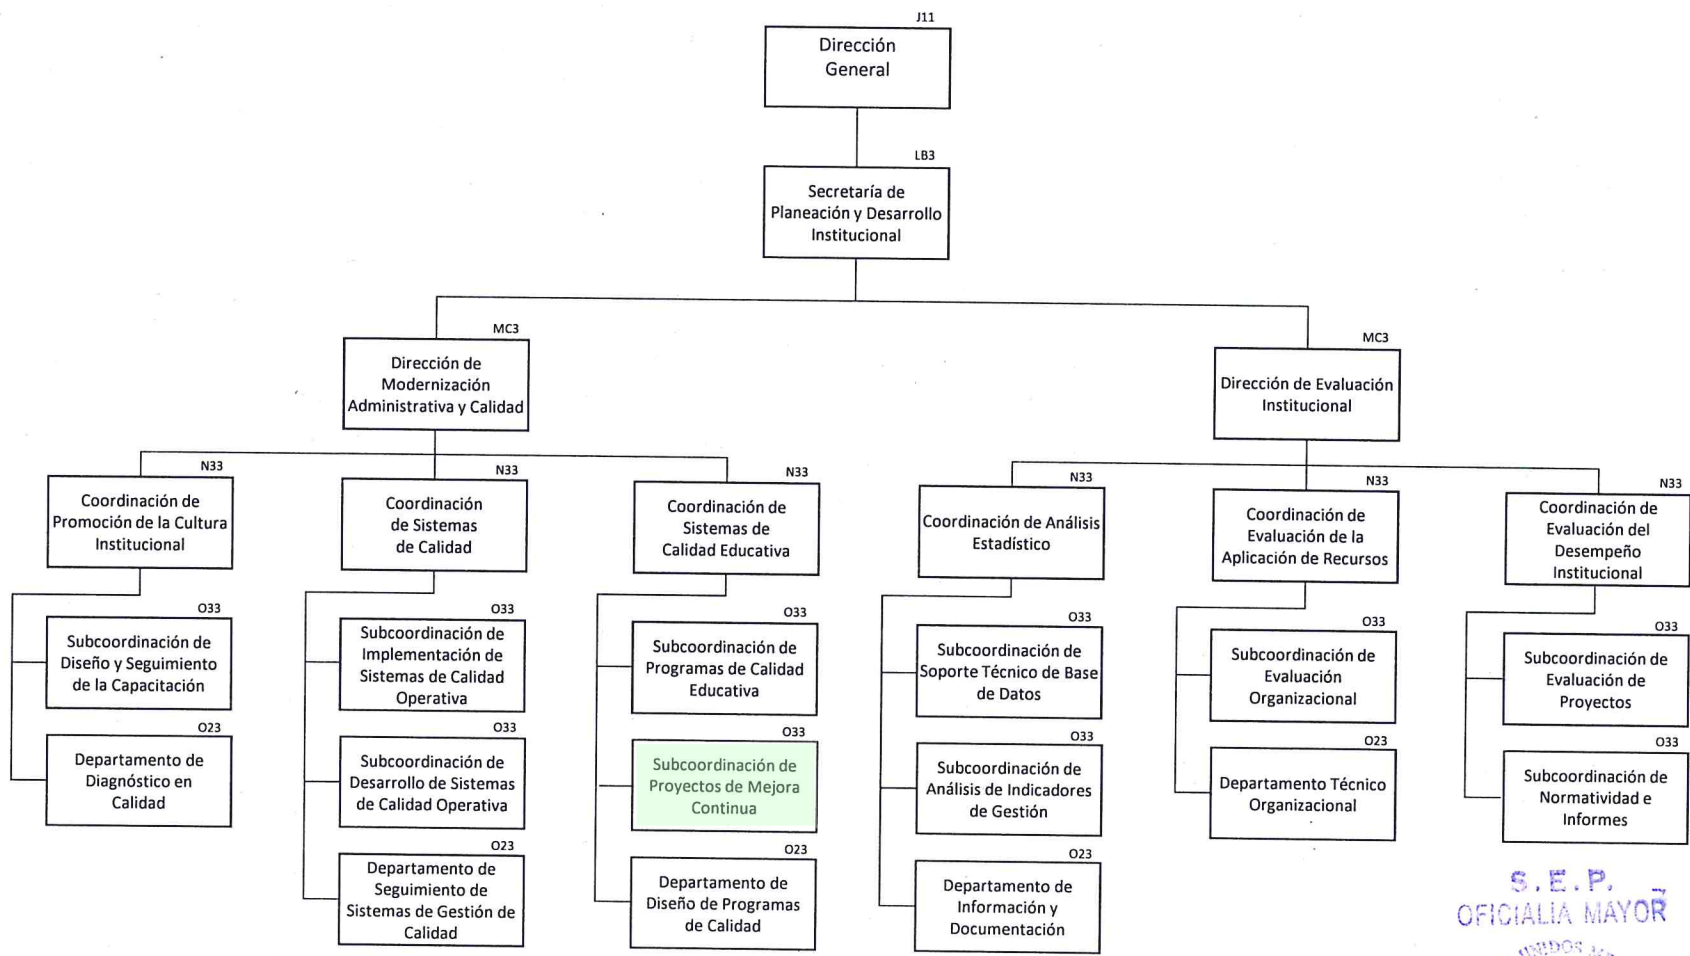 J11
Dirección
General
LB3
Secretaría de
Planeación y Desarrollo
Institucional
MC3
Dirección de
Modernización
Administrativa y Calidad
MC3
Dirección de Evaluación
Institucional
N33
Coordinación de
Promoción de la Cultura
Institucional
N33
Coordinación
de Sistemas
de Calidad
N33
Coordinación de
Sistemas de
Calidad Educativa
N33
Coordinación de Análisis
Estadístico
N33
Coordinación de
Evaluación de la
Aplicación de Recursos
N33
Coordinación de
Evaluación del
Desempeño
Institucional
O33
Subcoordinación de
Diseño y Seguimiento
de la Capacitación
O33
Subcoordinación de
Implementación de
Sistemas de Calidad
Operativa
O33
Subcoordinación de
Programas de Calidad
Educativa
O33
Subcoordinación de
Soporte Técnico de Base
de Datos
O33
Subcoordinación de
Evaluación
Organizacional
O33
Subcoordinación de
Evaluación de
Proyectos
O23
Departamento de
Diagnóstico en
Calidad
O33
Subcoordinación de
Desarrollo de Sistemas
de Calidad Operativa
O33
Subcoordinación de
Proyectos de Mejora
Continua
O33
Subcoordinación de
Análisis de Indicadores
de Gestión
O23
Departamento Técnico
Organizacional
O33
Subcoordinación de
Normatividad e
Informes
O23
Departamento de
Seguimiento de
Sistemas de Gestión de
Calidad
O23
Departamento de
Diseño de Programas
de Calidad
O23
Departamento de
Información y
Documentación
S.E.P.
OFICIALIA MAYOR
UNIDOS